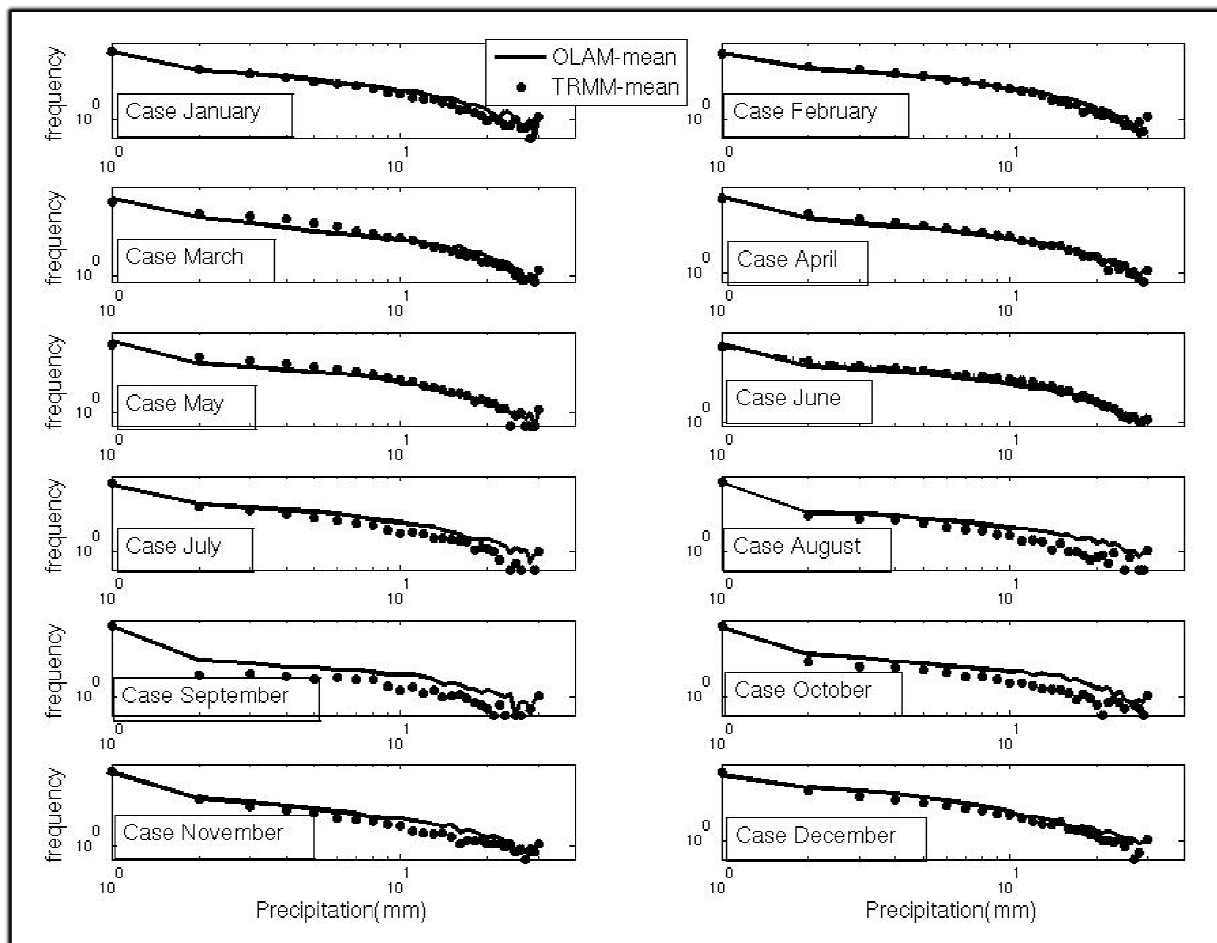 OLAM-mean
TRMM-mean
frequency
10^0
Case January
10^0
10^1
Case February
10^0
10^0
10^1
frequency
10^0
Case March
10^0
10^1
Case April
10^0
10^0
10^1
frequency
10^0
Case May
10^0
10^1
Case June
10^0
10^0
10^1
frequency
10^0
Case July
10^0
10^1
Case August
10^0
10^0
10^1
frequency
10^0
Case September
10^0
10^1
Case October
10^0
10^0
10^1
frequency
10^0
Case November
10^0
10^1
Precipitation(mm)
Case December
10^0
10^0
10^1
Precipitation(mm)